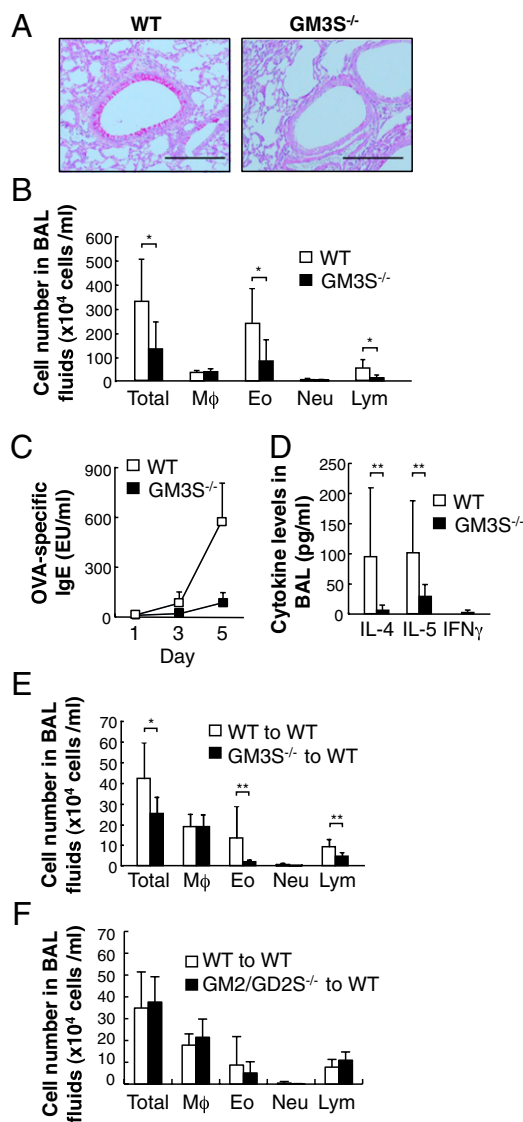 A
WT
GM3S-/-
B
Cell number in BAL
fluids (x10⁴ cells /ml)
600
500
400
300
200
100
0
*
*
*
WT
GM3S-/-
Total Mϕ Eo Neu Lym
C
OVA-specific
IgE (EU/ml)
900
600
300
0
WT
GM3S-/-
1 3 5
Day
D
Cytokine levels in
BAL (pg/ml)
250
200
150
100
50
0
**
**
WT
GM3S-/-
IL-4 IL-5 IFNγ
E
Cell number in BAL
fluids (x10⁴ cells /ml)
70
60
50
40
30
20
10
0
*
**
**
WT to WT
GM3S-/- to WT
Total Mϕ Eo Neu Lym
F
Cell number in BAL
fluids (x10⁴ cells /ml)
70
60
50
40
30
20
10
0
WT to WT
GM2/GD2S-/- to WT
Total Mϕ Eo Neu Lym